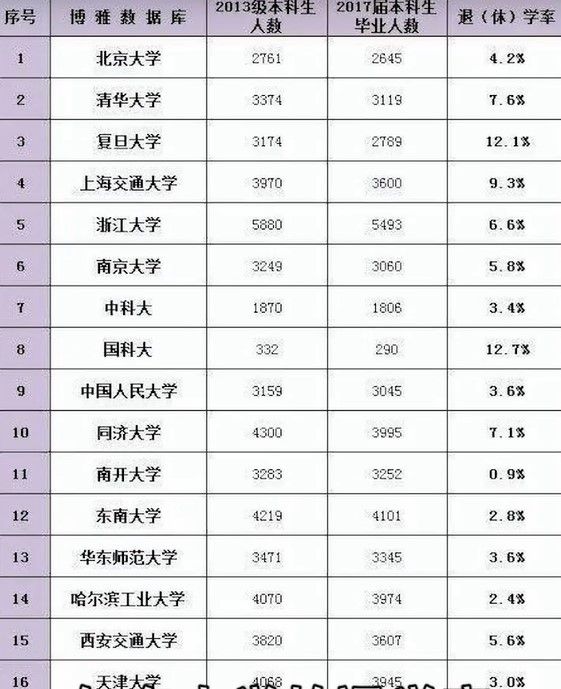 序号 博雅数据库 2013级本科生人数 2017届本科生毕业人数 退（休）学率
1 北京大学 2761 2645 4.2%
2 清华大学 3374 3119 7.6%
3 复旦大学 3174 2789 12.1%
4 上海交通大学 3970 3600 9.3%
5 浙江大学 5880 5493 6.6%
6 南京大学 3249 3060 5.8%
7 中科大 1870 1806 3.4%
8 国科大 332 290 12.7%
9 中国人民大学 3159 3045 3.6%
10 同济大学 4300 3995 7.1%
11 南开大学 3283 3252 0.9%
12 东南大学 4219 4101 2.8%
13 华东师范大学 3471 3345 3.6%
14 哈尔滨工业大学 4070 3974 2.4%
15 西安交通大学 3820 3607 5.6%
16 天津大学 4068 3945 3.0%